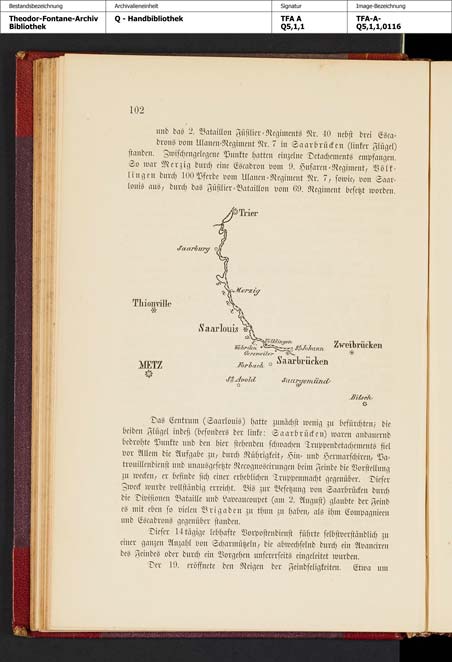 Bestandsbezeichnung Archivalieneinheit Signatur Image-Bezeichnung
Theodor-Fontane-Archiv Q - Handbibliothek TFA A TFA-A-
Bibliothek Q5,1,1 Q5,1,1,0116
102
und das 2. Bataillon Füsilier-Regiments Nr. 40 nebst drei Esca-
drons vom Ulanen-Regiment Nr. 7 in Saarbrücken (linker Flügel)
standen. Zwischengelegene Punkte hatten einzelne Detachements empfangen.
So war Merzig durch eine Escadron vom 9. Husaren-Regiment, Völk-
lingen durch 100 Pferde vom Ulanen-Regiment Nr. 7, sowie, von Saar-
louis aus, durch das Füsilier-Bataillon vom 69. Regiment besetzt worden.
Trier
Saarburg
Merzig
Thionville
Saarlouis
Völklingen
St Johann
Zweibrücken
Gersweiler
Saarbrücken
METZ
Forbach
St Avold
Saargemünd
Bitsch
Das Centrum (Saarlouis) hatte zunächst wenig zu befürchten; die
beiden Flügel indeß (besonders der linke: Saarbrücken) waren andauernd
bedrohte Punkte und den hier stehenden schwachen Truppendetachements fiel
vor Allem die Aufgabe zu, durch Rührigkeit, Hin- und Hermarschiren, Pa-
trouillendienst und unausgesetzte Recognoscirungen beim Feinde die Vorstellung
zu wecken, er befinde sich einer erheblichen Truppenmacht gegenüber. Dieser
Zweck wurde vollständig erreicht. Bis zur Besetzung von Saarbrücken durch
die Divisionen Bataille und Laveaucoupet (am 2. August) glaubte der Feind
es mit eben so vielen Brigaden zu thun zu haben, als ihm Compagnieen
und Escadrons gegenüber standen.
Dieser 14tägige lebhafte Vorpostendienst führte selbstverständlich zu
einer ganzen Anzahl von Scharmützeln, die abwechselnd durch ein Avanciren
des Feindes oder durch ein Vorgehen unsererseits eingeleitet wurden.
Der 19. eröffnete den Reigen der Feindseligkeiten. Etwa um